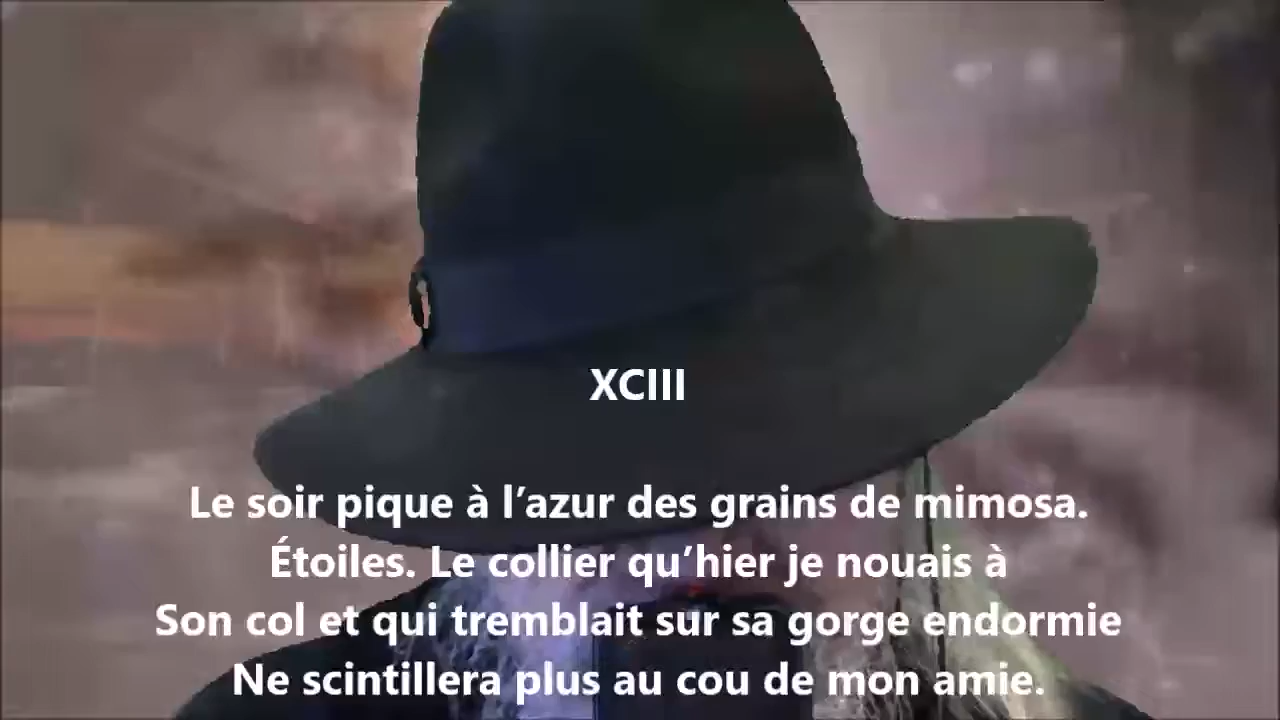 XCIII
Le soir pique à l’azur des grains de mimosa.
Étoiles. Le collier qu’hier je nouais à
Son col et qui tremblait sur sa gorge endormie
Ne scintillera plus au cou de mon amie.